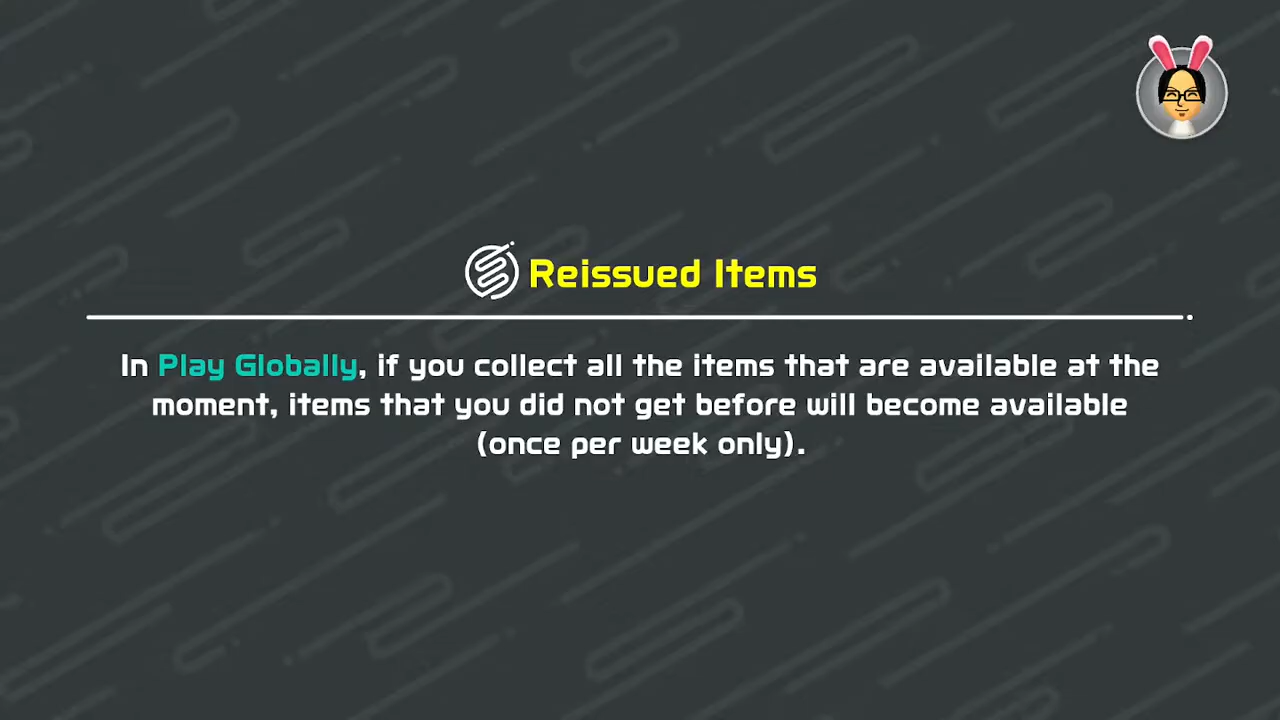 Reissued Items
In Play Globally, if you collect all the items that are available at the
moment, items that you did not get before will become available
(once per week only).